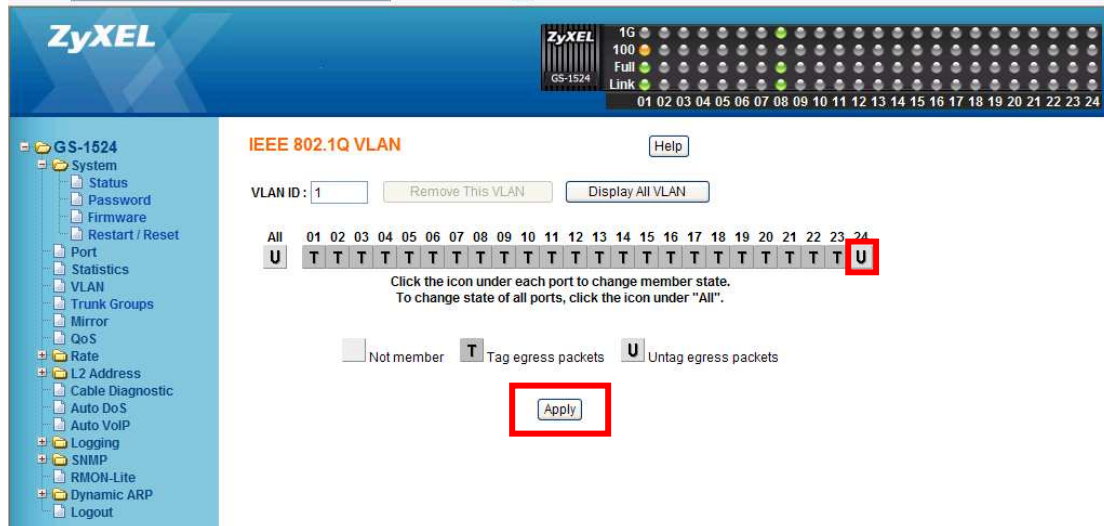 ZyXEL
ZyXEL
GS-1524
1G
100
Full
Link
01 02 03 04 05 06 07 08 09 10 11 12 13 14 15 16 17 18 19 20 21 22 23 24
GS-1524
System
Status
Password
Firmware
Restart / Reset
Port
Statistics
VLAN
Trunk Groups
Mirror
QoS
Rate
L2 Address
Cable Diagnostic
Auto DoS
Auto VoIP
Logging
SNMP
RMON-Lite
Dynamic ARP
Logout
IEEE 802.1Q VLAN
Help
VLAN ID : 1 Remove This VLAN Display All VLAN
All 01 02 03 04 05 06 07 08 09 10 11 12 13 14 15 16 17 18 19 20 21 22 23 24
U T T T T T T T T T T T T T T T T T T T T T T T U
Click the icon under each port to change member state.
To change state of all ports, click the icon under "All".
Not member T Tag egress packets U Untag egress packets
Apply